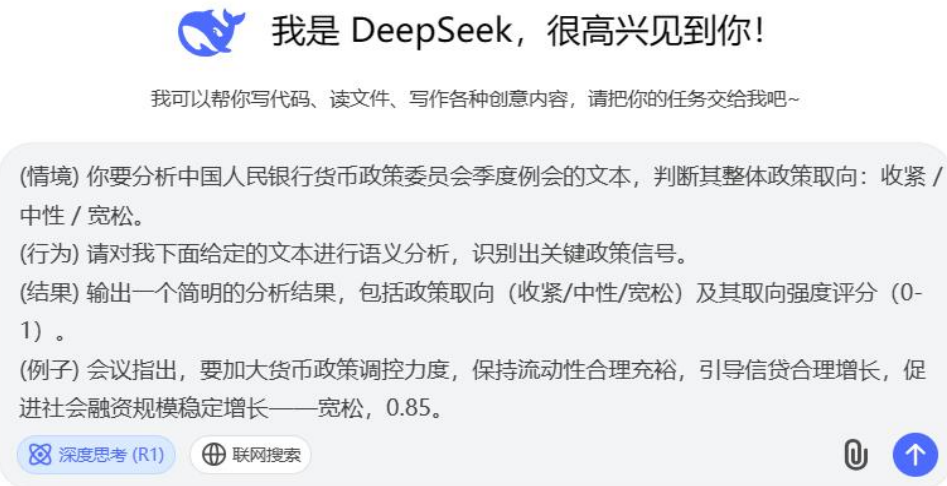 我是 DeepSeek，很高兴见到你！
我可以帮你写代码、读文件、写作各种创意内容，请把你的任务交给我吧~
(情境) 你要分析中国人民银行货币政策委员会季度例会的文本，判断其整体政策取向：收紧 /
中性 / 宽松。
(行为) 请对我下面给定的文本进行语义分析，识别出关键政策信号。
(结果) 输出一个简明的分析结果，包括政策取向（收紧/中性/宽松）及其取向强度评分（0-
1）。
(例子) 会议指出，要加大货币政策调控力度，保持流动性合理充裕，引导信贷合理增长，促
进社会融资规模稳定增长——宽松，0.85。
深度思考 (R1) 联网搜索